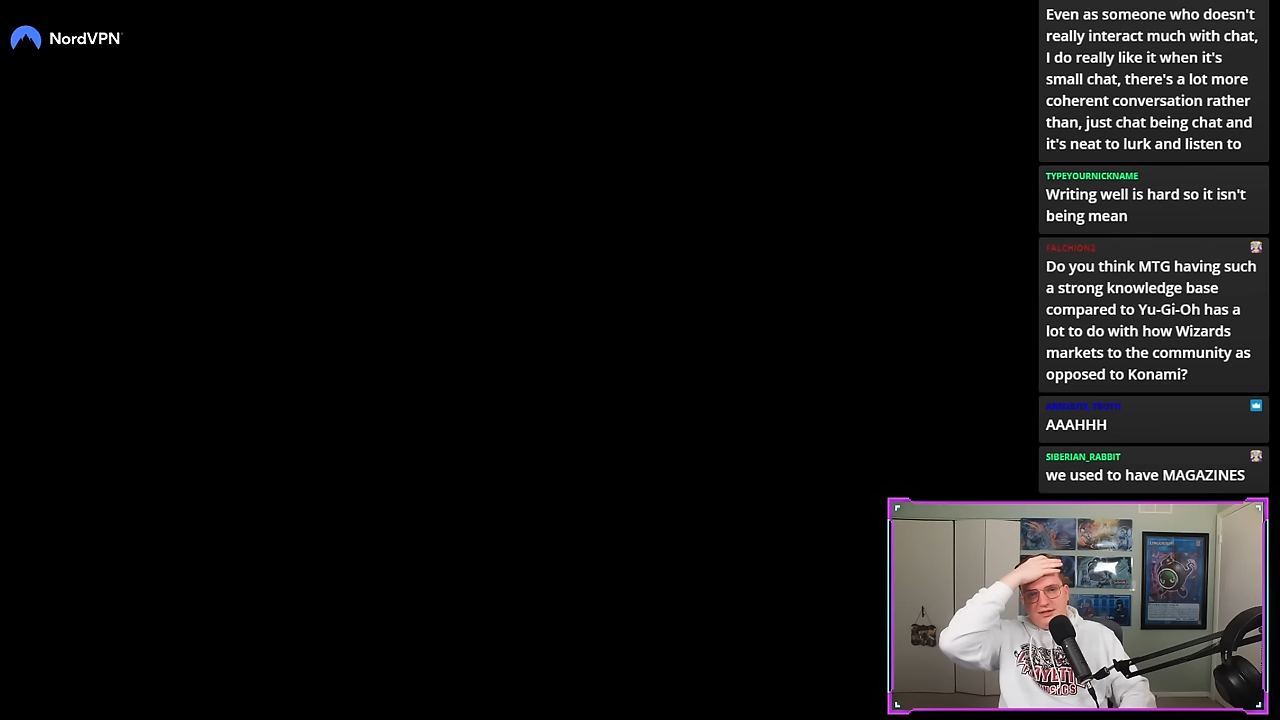 NordVPN
Even as someone who doesn't
really interact much with chat,
I do really like it when it's
small chat, there's a lot more
coherent conversation rather
than, just chat being chat and
it's neat to lurk and listen to
TYPEYOURNICKNAME
Writing well is hard so it isn't
being mean
Do you think MTG having such
a strong knowledge base
compared to Yu-Gi-Oh has a
lot to do with how Wizards
markets to the community as
opposed to Konami?
AAAHHH
SIBERIAN_RABBIT
we used to have MAGAZINES